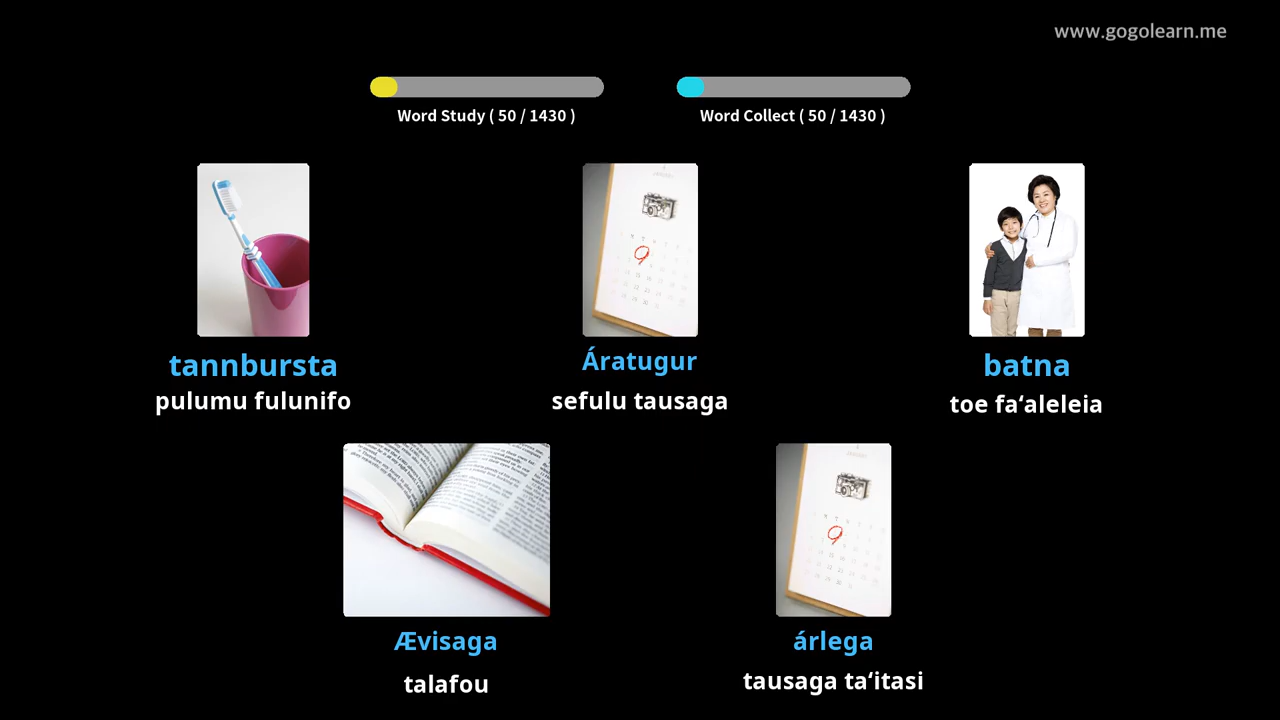 www.gogolearn.me
Word Study ( 50 / 1430 )
Word Collect ( 50 / 1430 )
tannbursta
pulumu fulunifo
Áratugur
sefulu tausaga
batna
toe faʻaleleia
Ævisaga
talafou
árlega
tausaga taʻitasi